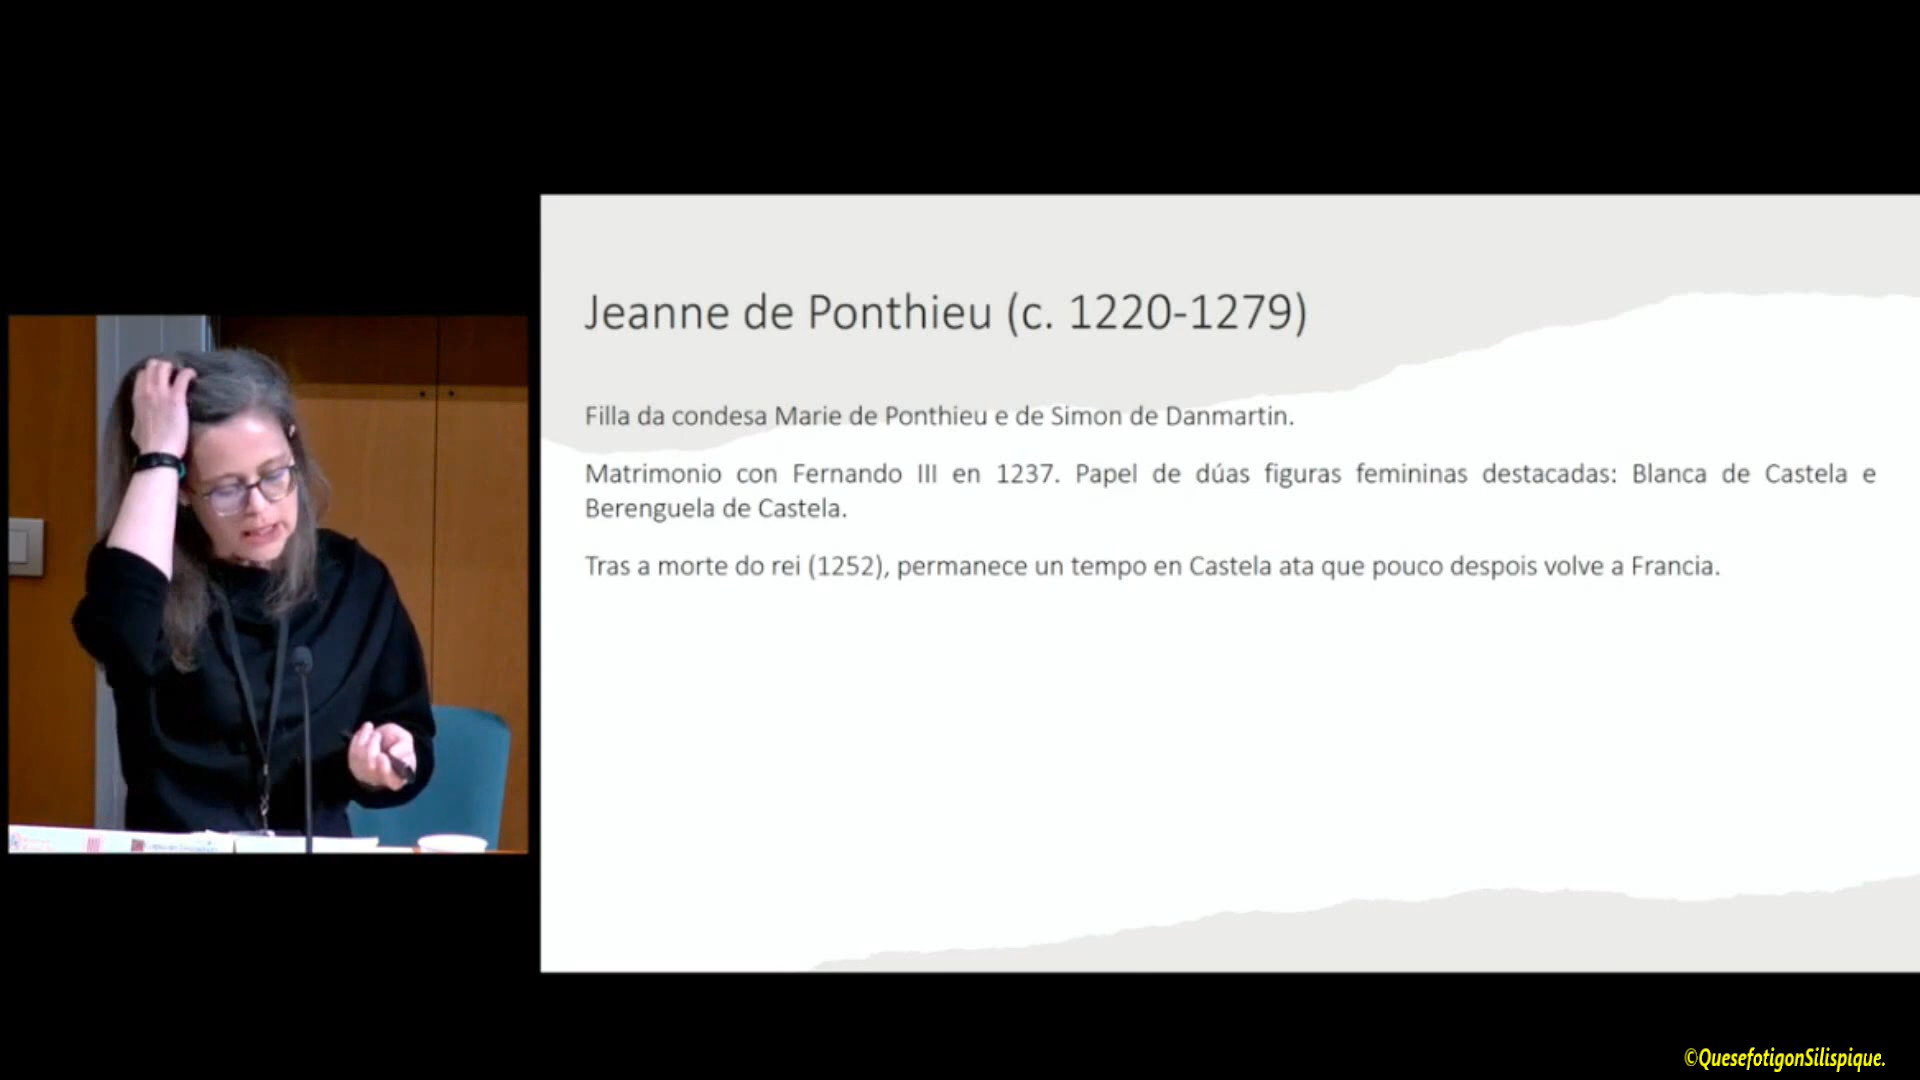 Jeanne de Ponthieu (c. 1220-1279)
Filla da condesa Marie de Ponthieu e de Simon de Danmartin.
Matrimonio con Fernando III en 1237. Papel de dúas figuras femininas destacadas: Blanca de Castela e
Berenguela de Castela.
Tras a morte do rei (1252), permanece un tempo en Castela ata que pouco despois volve a Francia.
©QuesefotigonSilispique.